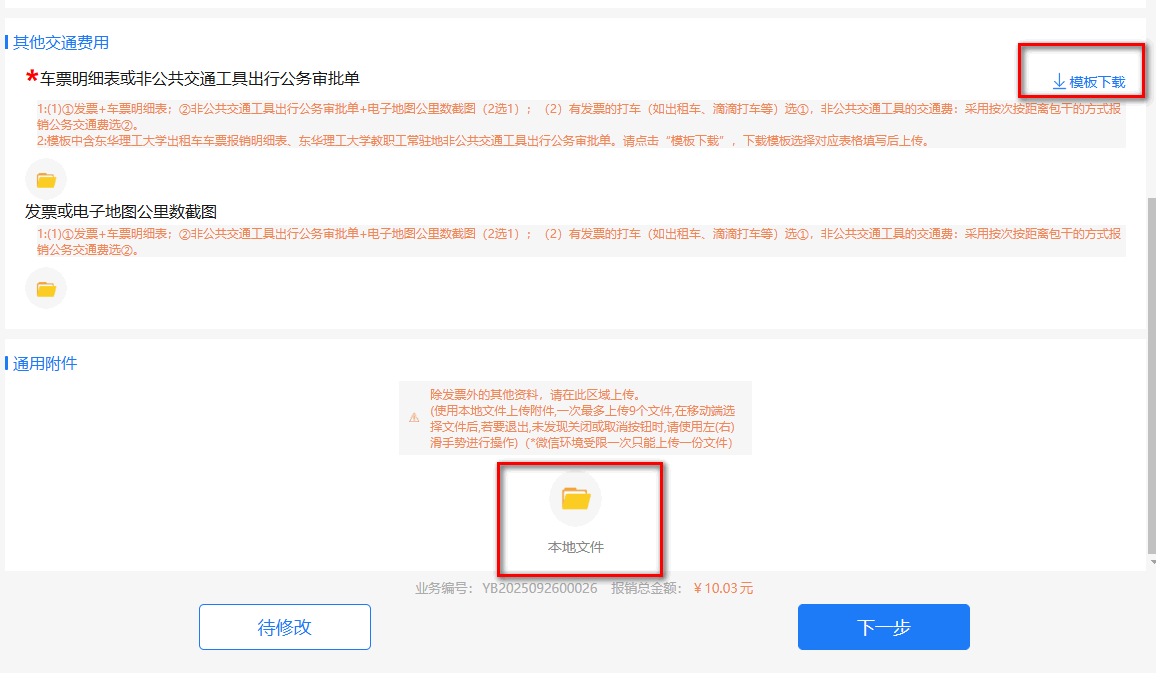 其他交通费用
*车票明细表或非公共交通工具出行公务审批单
模板下载
1:(1)①发票+车票明细表；②非公共交通工具出行公务审批单+电子地图公里数截图（2选1）；（2）有发票的打车（如出租车、滴滴打车等）选①，非公共交通工具的交通费：采用按次按距离包干的方式报
销公务交通费选②。
2:模板中含东华理工大学出租车车票报销明细表、东华理工大学教职工常驻地非公共交通工具出行公务审批单。请点击“模板下载”，下载模板选择对应表格填写后上传。
发票或电子地图公里数截图
1:(1)①发票+车票明细表；②非公共交通工具出行公务审批单+电子地图公里数截图（2选1）；（2）有发票的打车（如出租车、滴滴打车等）选①，非公共交通工具的交通费：采用按次按距离包干的方式报
销公务交通费选②。
通用附件
除发票外的其他资料，请在此区域上传。
(使用本地文件上传附件,一次最多上传9个文件,在移动端选
择文件后,若要退出,未发现关闭或取消按钮时,请使用左(右)
滑手势进行操作)（*微信环境受限一次只能上传一份文件）
本地文件
业务编号： YB2025092600026 报销总金额： ￥10.03元
待修改
下一步